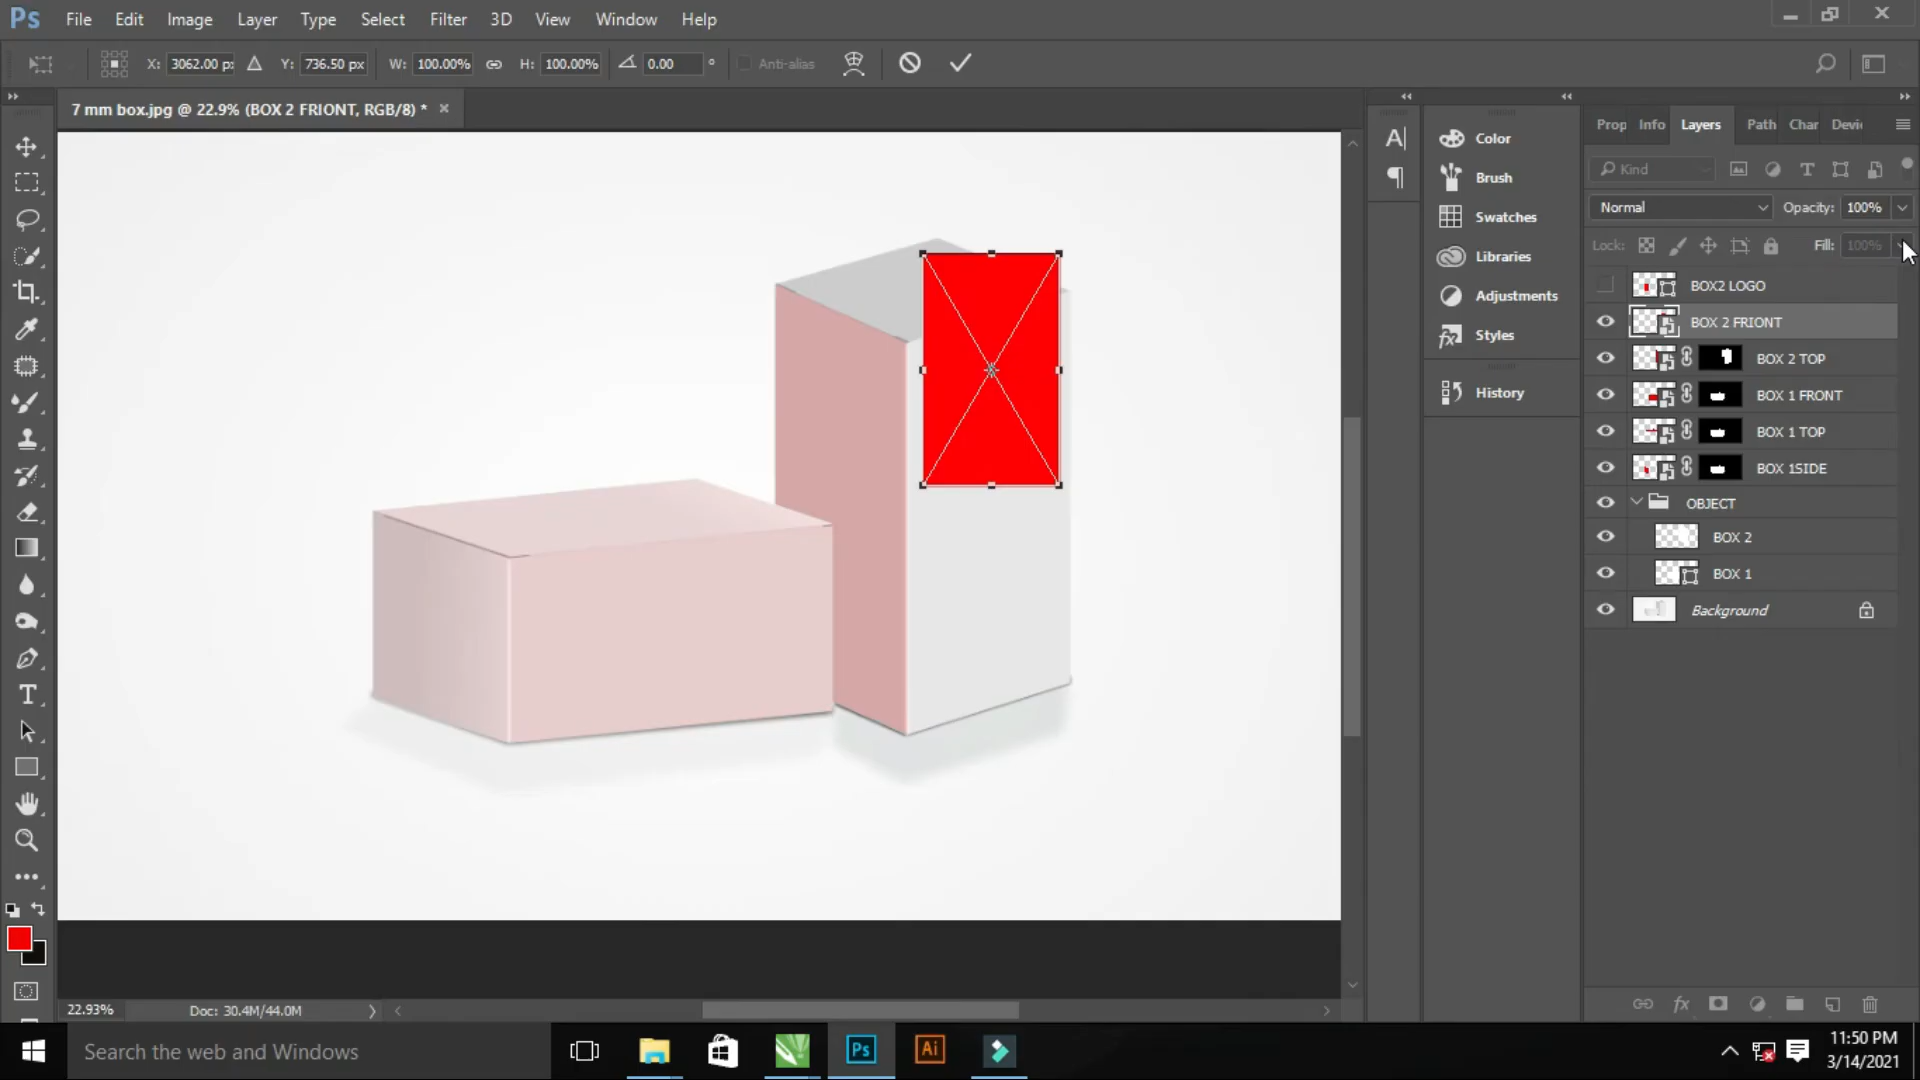 Ps File Edit Image Layer Type Select Filter 3D View Window Help
X: 3062.00 px Y: 736.50 px W: 100.00% H: 100.00% 0.00 ° Anti-alias
7 mm box.jpg @ 22.9% (BOX 2 FRIONT, RGB/8) * ×
Color
Brush
Swatches
Libraries
Adjustments
Styles
History
Prop Info Layers Path Char Devi
Kind
Normal Opacity: 100%
Lock: Fill: 100%
BOX2 LOGO
BOX 2 FRIONT
BOX 2 TOP
BOX 1 FRONT
BOX 1 TOP
BOX 1SIDE
OBJECT
BOX 2
BOX 1
Background
22.93% Doc: 30.4M/44.0M
Search the web and Windows
Ps
Ai
11:50 PM
3/14/2021